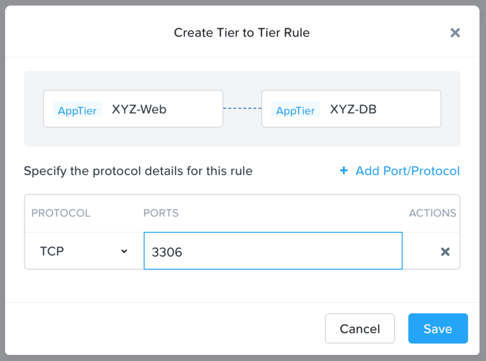 Create Tier to Tier Rule
AppTier XYZ-Web AppTier XYZ-DB
Specify the protocol details for this rule + Add Port/Protocol
PROTOCOL PORTS ACTIONS
TCP 3306
Cancel Save